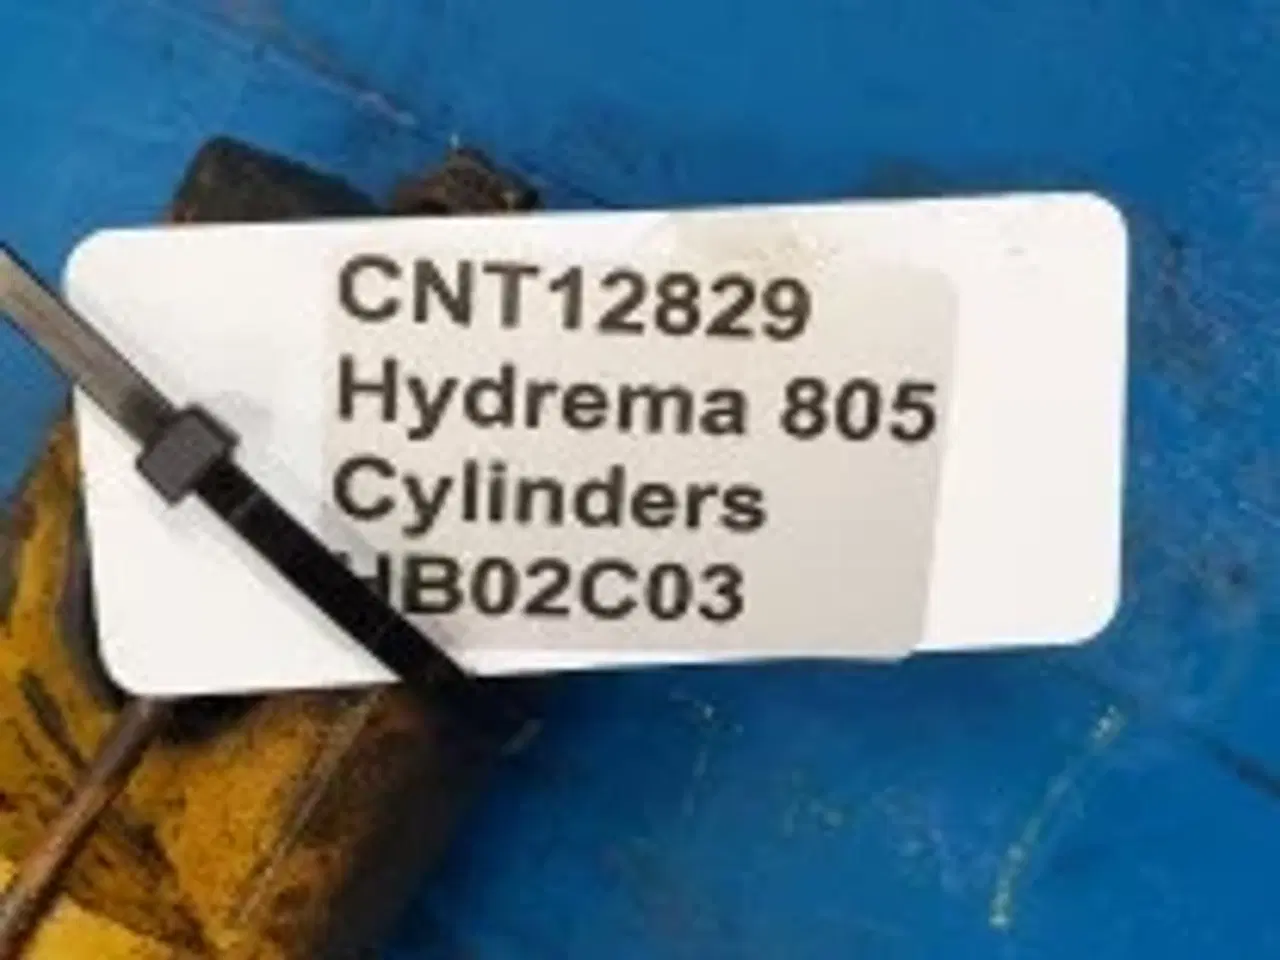 CNT12829
Hydrema 805
Cylinders
HB02C03